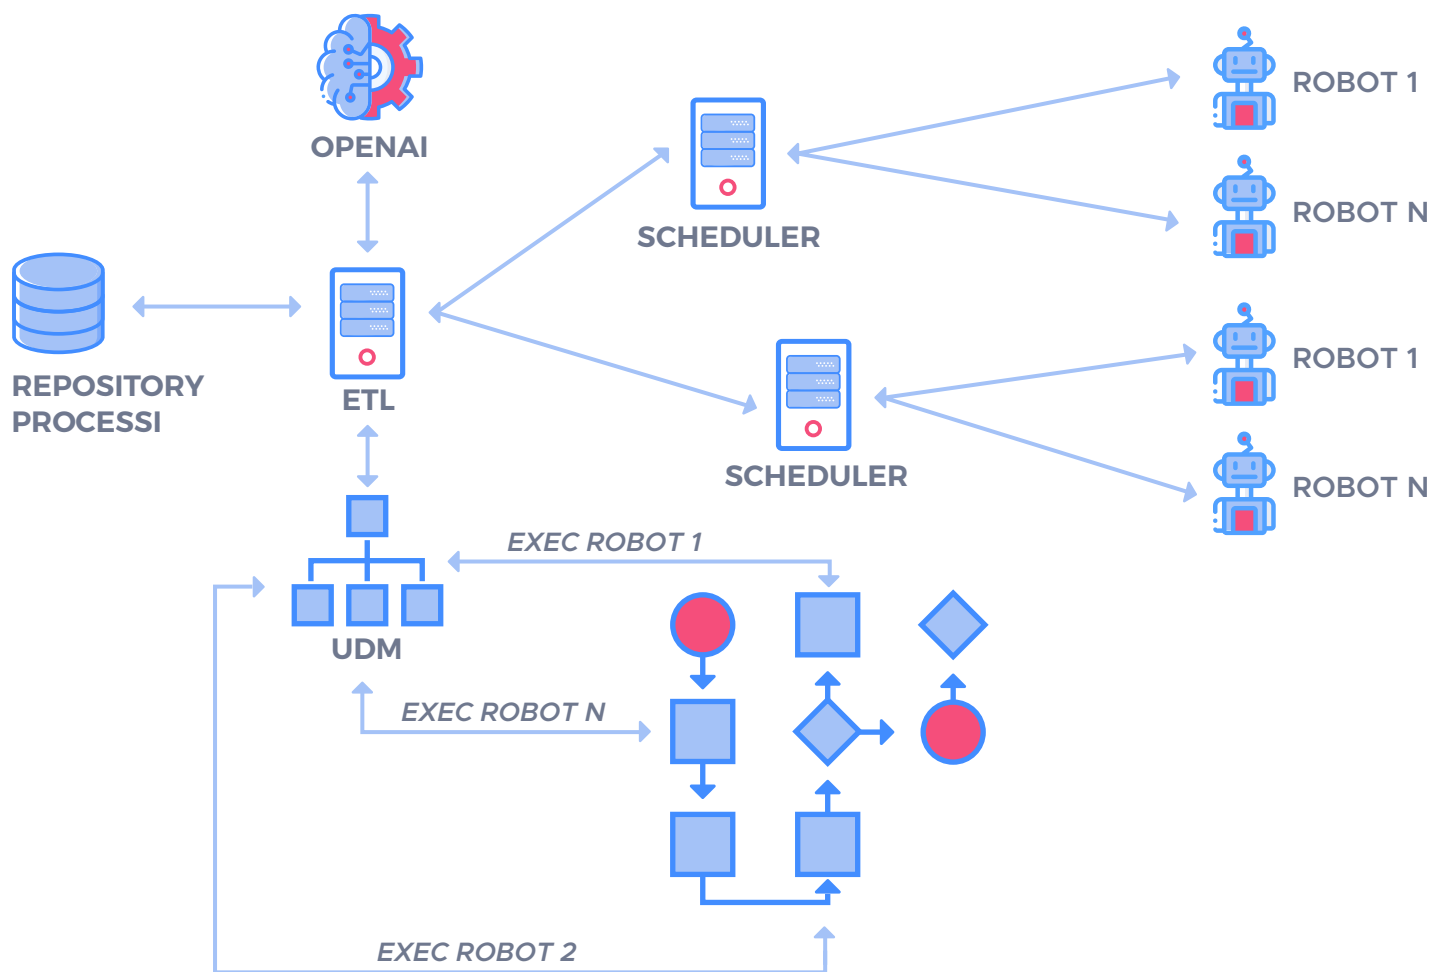 OPENAI
ROBOT 1
ROBOT N
SCHEDULER
REPOSITORY
PROCESSI
ETL
ROBOT 1
SCHEDULER
ROBOT N
EXEC ROBOT 1
UDM
EXEC ROBOT N
EXEC ROBOT 2